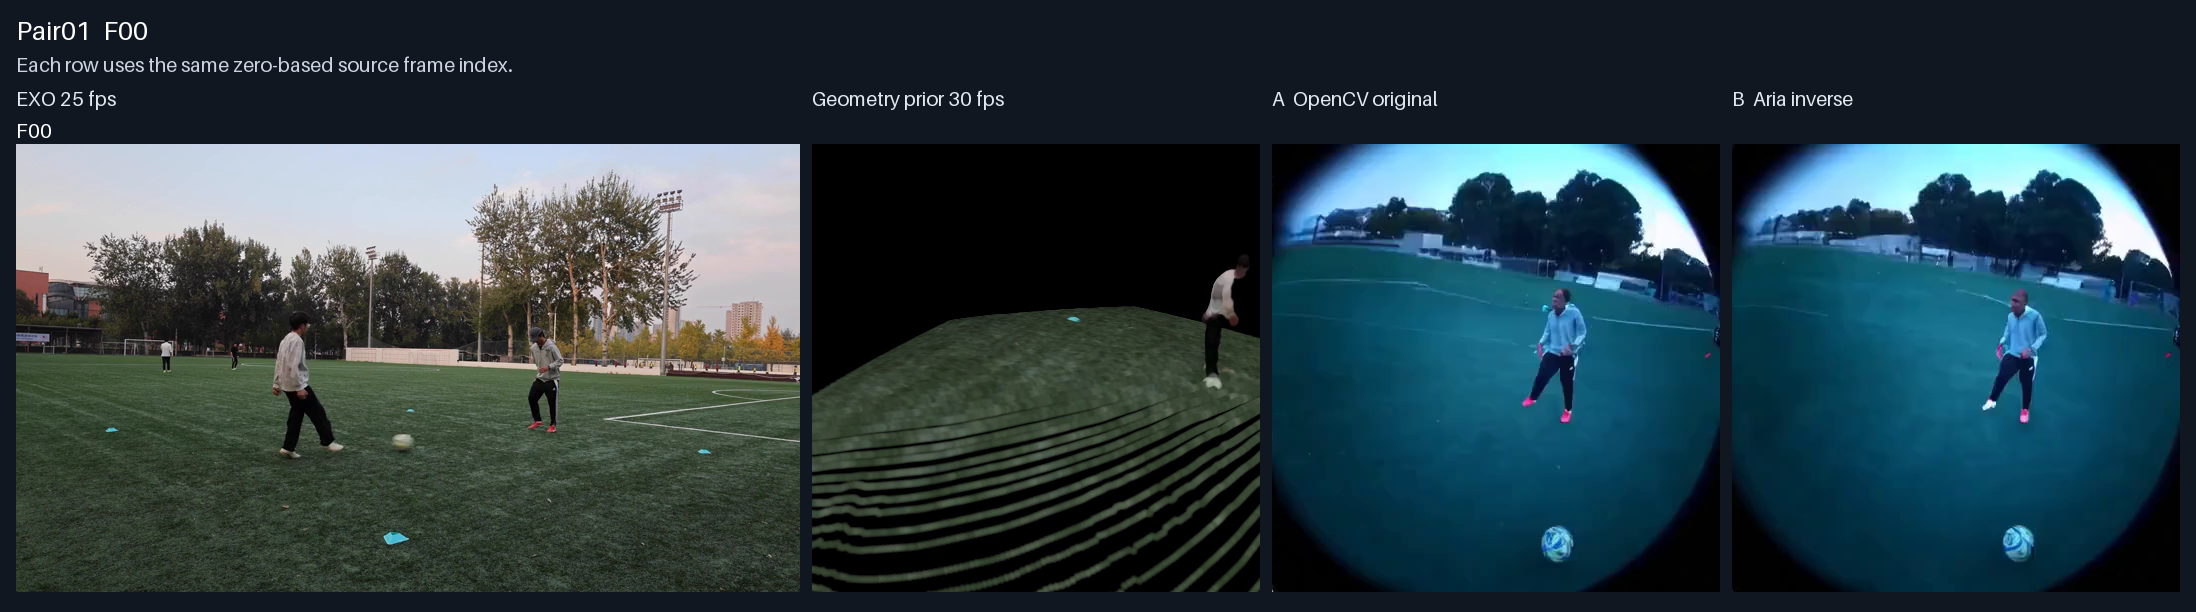 Pair01 F00
Each row uses the same zero-based source frame index.
EXO 25 fps
Geometry prior 30 fps
A OpenCV original
B Aria inverse
F00